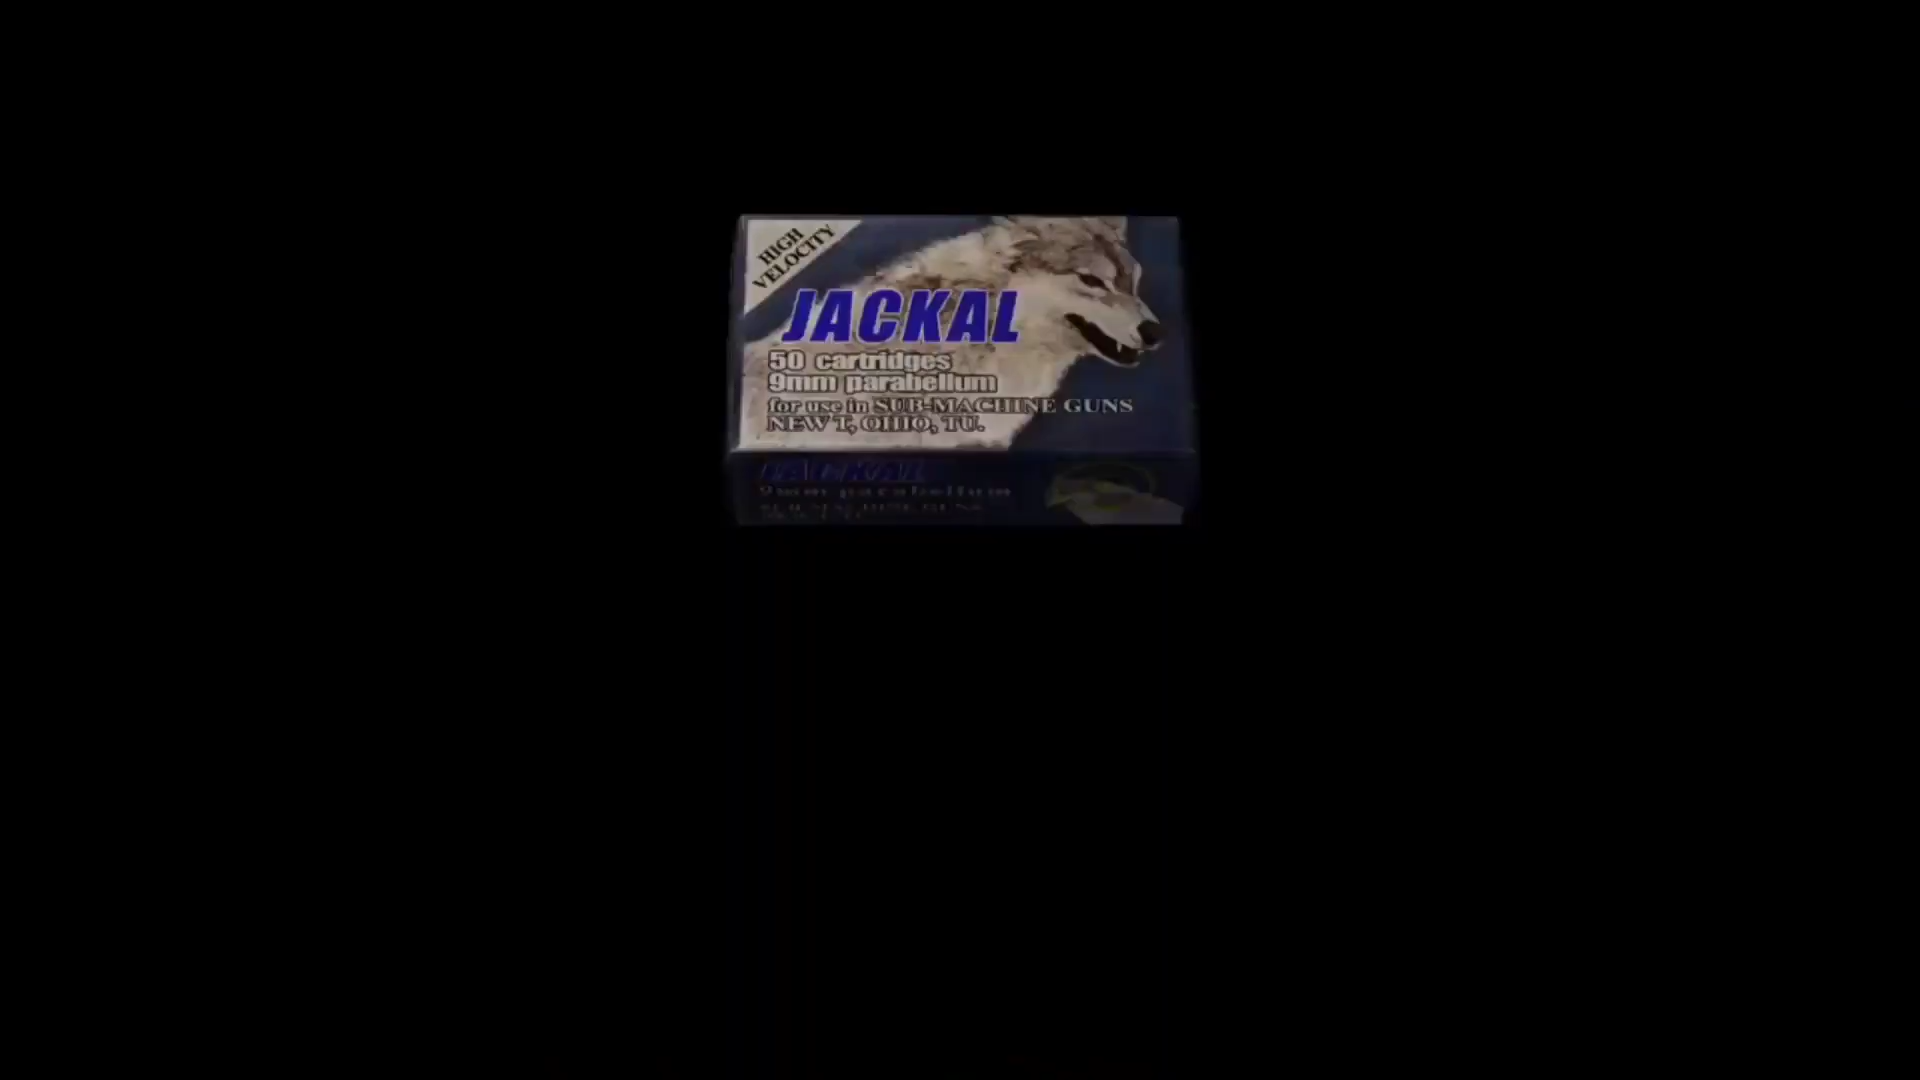 HIGH
VELOCITY
JACKAL
50 cartridges
9mm parabellum
for use in SUB-MACHINE GUNS
NEW T, OHIO, TU.
JACKAL
9mm parabellum